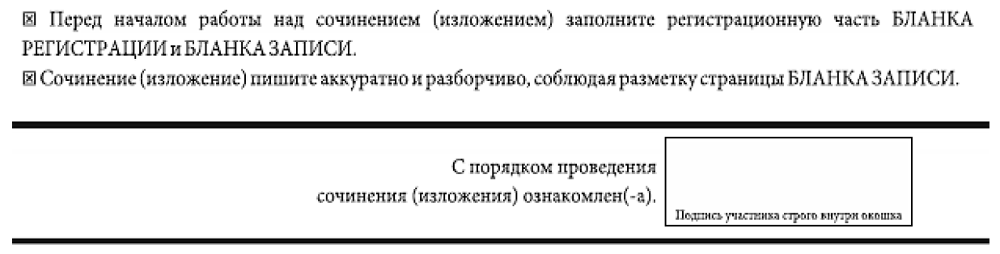 ☒ Перед началом работы над сочинением (изложением) заполните регистрационную часть БЛАНКА
РЕГИСТРАЦИИ и БЛАНКА ЗАПИСИ.
☒ Сочинение (изложение) пишите аккуратно и разборчиво, соблюдая разметку страницы БЛАНКА ЗАПИСИ.
С порядком проведения
сочинения (изложения) ознакомлен(-а).
Подпись участника строго внутри окошка